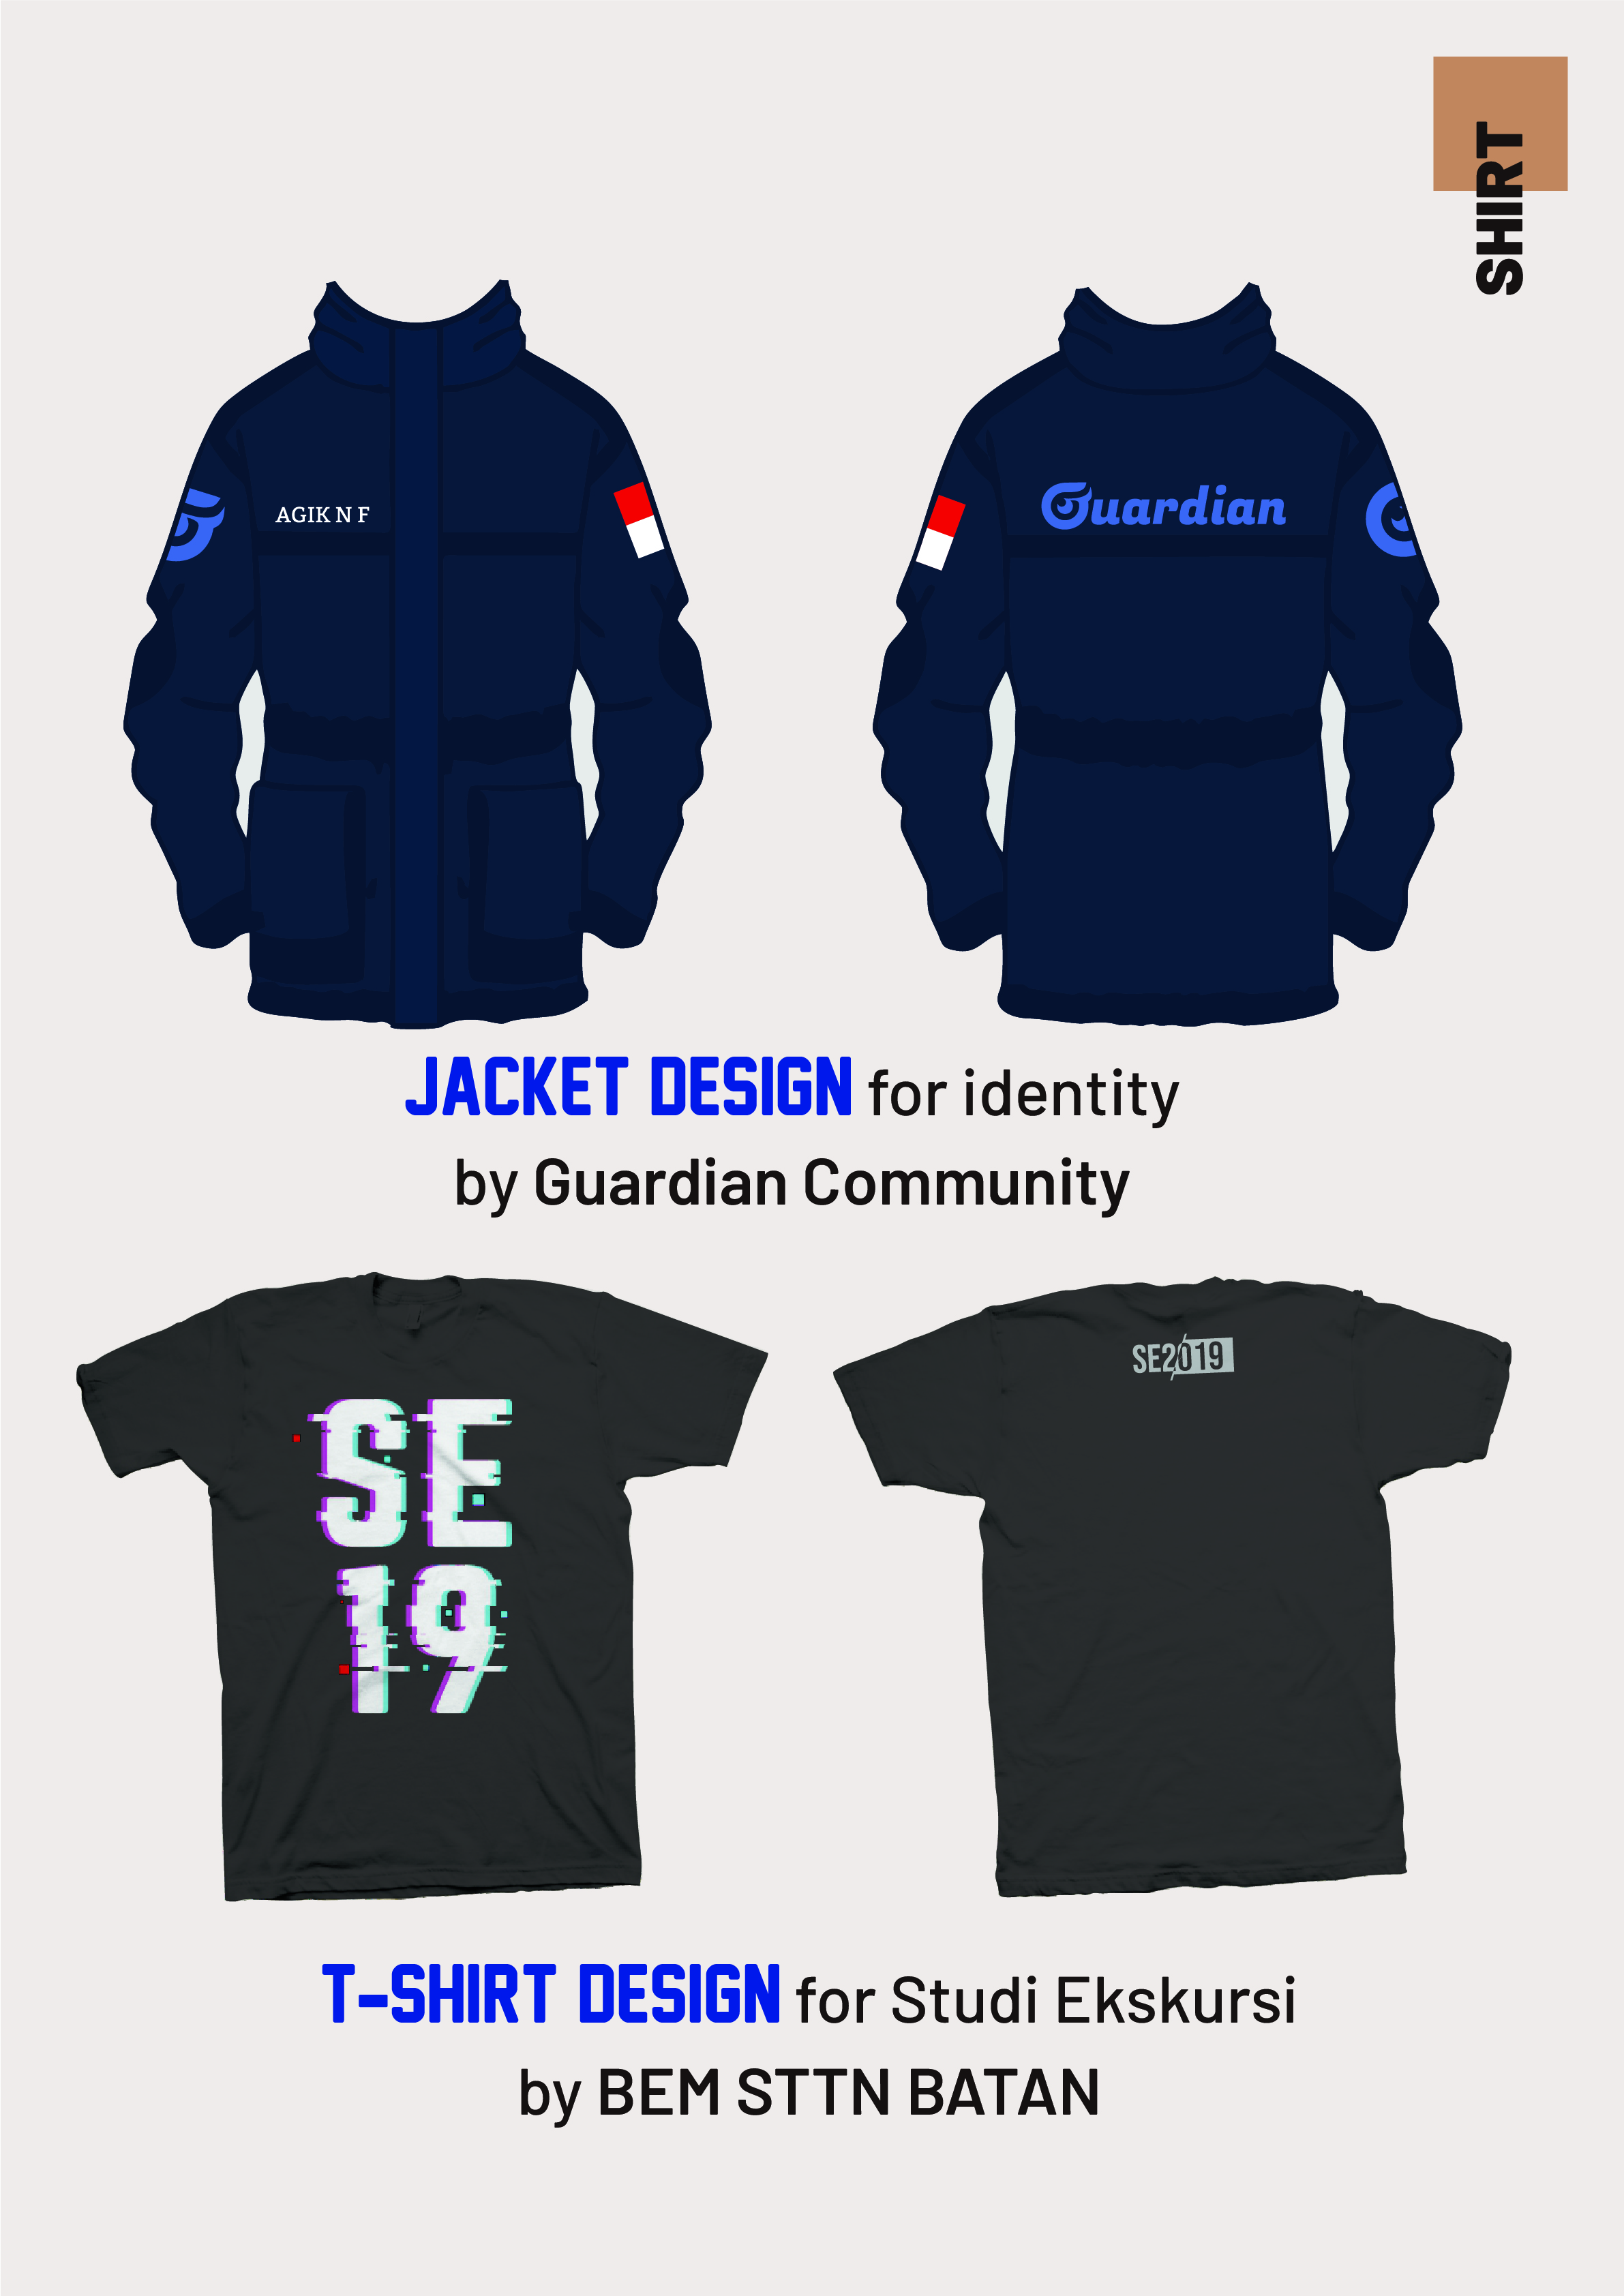 SHIRT
AGIK N F
Guardian
JACKET DESIGN for identity
by Guardian Community
SE
19
SE2019
T-SHIRT DESIGN for Studi Ekskursi
by BEM STTN BATAN